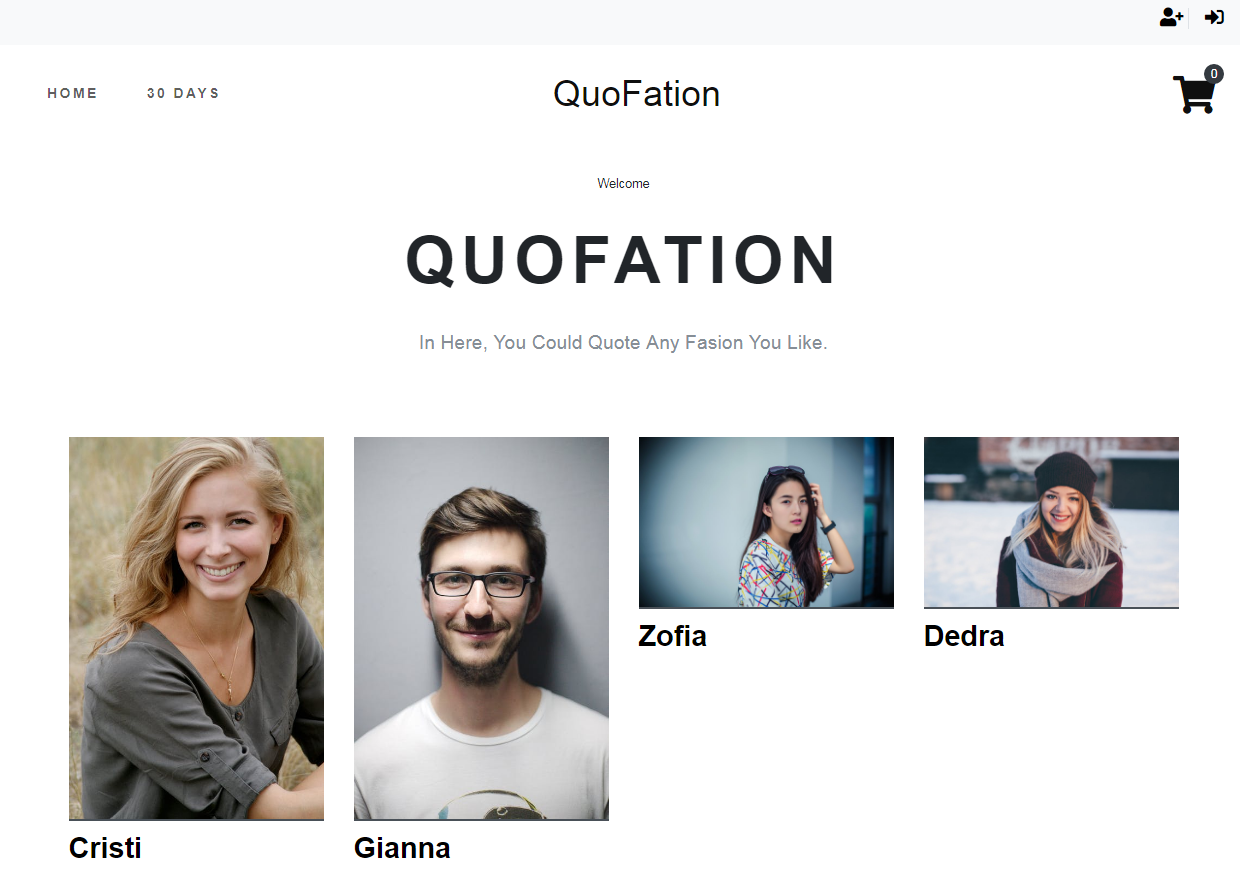 0
HOME 30 DAYS QuoFation
Welcome
QUOFATION
In Here, You Could Quote Any Fasion You Like.
Zofia
Dedra
Cristi
Gianna